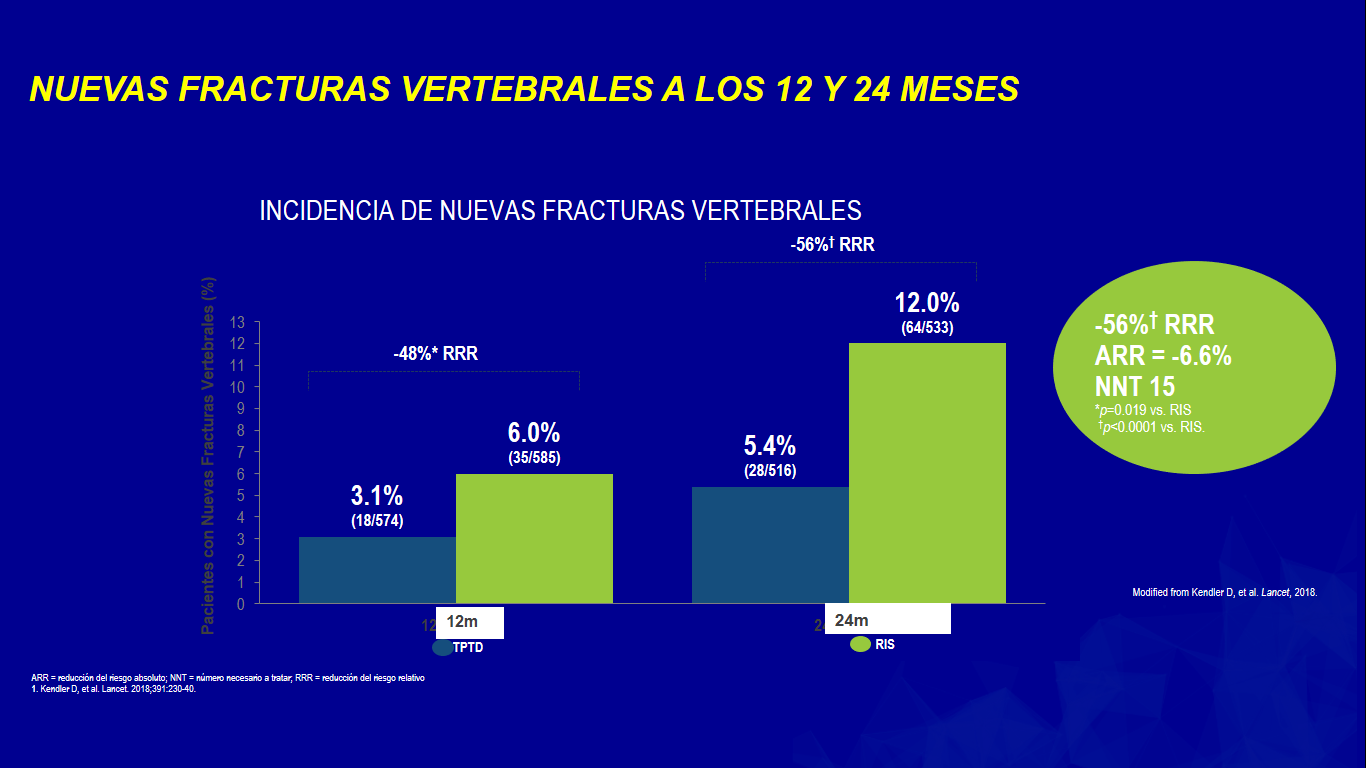 NUEVAS FRACTURAS VERTEBRALES A LOS 12 Y 24 MESES
INCIDENCIA DE NUEVAS FRACTURAS VERTEBRALES
-56%† RRR
Pacientes con Nuevas Fracturas Vertebrales (%)
13
12
11
10
9
8
7
6
5
4
3
2
1
0
-48%* RRR
3.1%
(18/574)
6.0%
(35/585)
5.4%
(28/516)
12.0%
(64/533)
12m
24m
TPTD
RIS
-56%† RRR
ARR = -6.6%
NNT 15
*p=0.019 vs. RIS
†p<0.0001 vs. RIS.
Modified from Kendler D, et al. Lancet, 2018.
ARR = reducción del riesgo absoluto; NNT = número necesario a tratar; RRR = reducción del riesgo relativo
1. Kendler D, et al. Lancet. 2018;391:230-40.